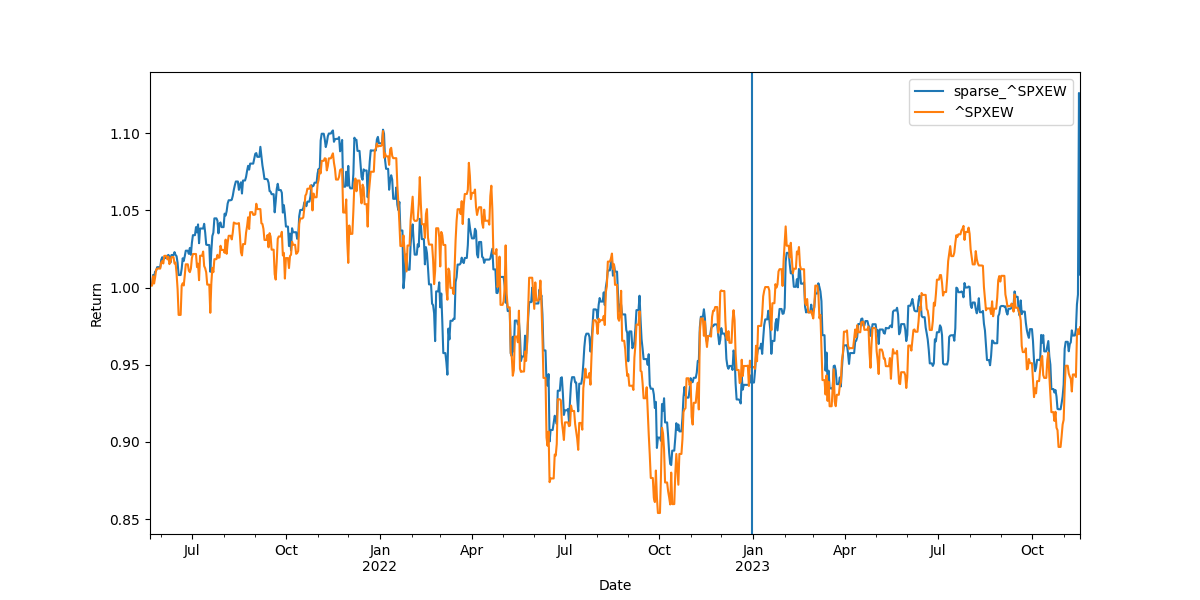 sparse_^SPXEW
^SPXEW
Return
1.10
1.05
1.00
0.95
0.90
0.85
Jul
Oct
Jan
2022
Apr
Jul
Oct
Jan
2023
Apr
Jul
Oct
Date